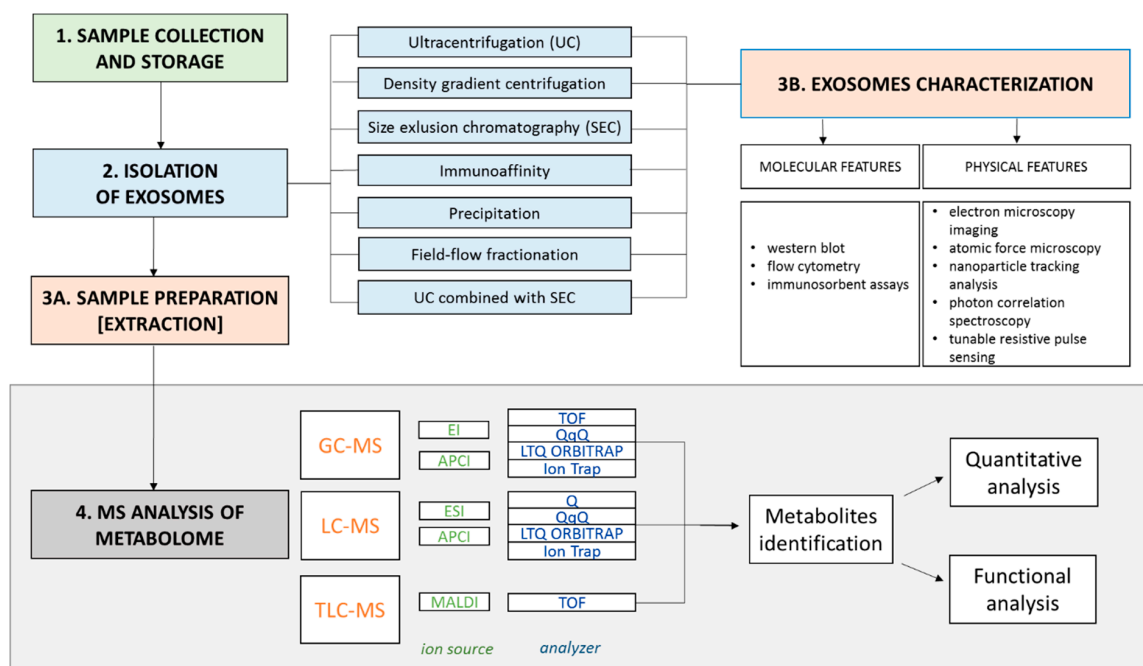 1. SAMPLE COLLECTION
AND STORAGE
2. ISOLATION
OF EXOSOMES
3A. SAMPLE PREPARATION
[EXTRACTION]
Ultracentrifugation (UC)
Density gradient centrifugation
Size exlusion chromatography (SEC)
Immunoaffinity
Precipitation
Field-flow fractionation
UC combined with SEC
3B. EXOSOMES CHARACTERIZATION
MOLECULAR FEATURES
• western blot
• flow cytometry
• immunosorbent assays
PHYSICAL FEATURES
• electron microscopy
imaging
• atomic force microscopy
• nanoparticle tracking
analysis
• photon correlation
spectroscopy
• tunable resistive pulse
sensing
4. MS ANALYSIS OF
METABOLOME
GC-MS
EI
APCI
TOF
QqQ
LTQ ORBITRAP
Ion Trap
LC-MS
ESI
APCI
Q
QqQ
LTQ ORBITRAP
Ion Trap
TLC-MS
MALDI
TOF
ion source
analyzer
Metabolites
identification
Quantitative
analysis
Functional
analysis